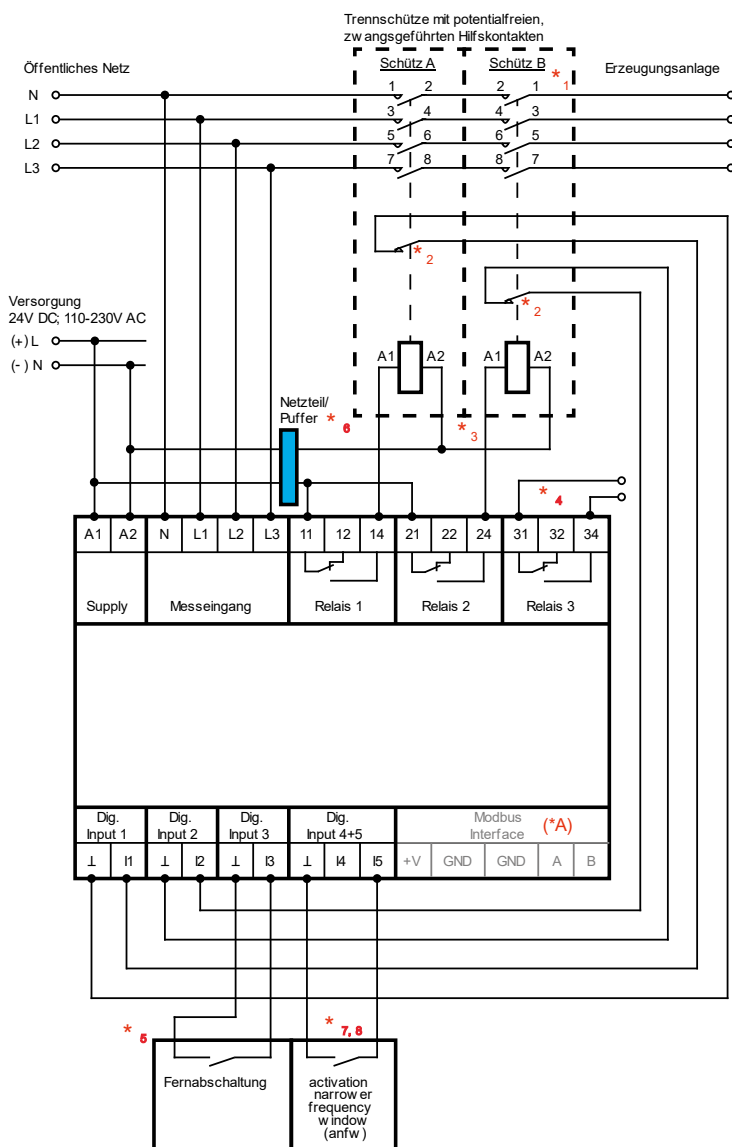 Trennschütze mit potentialfreien,
zwangsgeführten Hilfskontakten
Öffentliches Netz
Schütz A
Schütz B
* 1
Erzeugungsanlage
N
1 2
2 1
L1
3 4
4 3
L2
5 6
6 5
L3
7 8
8 7
* 2
* 2
Versorgung
24V DC; 110-230V AC
(+) L
(-) N
A1 A2
A1 A2
Netzteil/
Puffer
* 6
* 3
* 4
A1 A2 N L1 L2 L3 11 12 14 21 22 24 31 32 34
Supply
Messeingang
Relais 1
Relais 2
Relais 3
Dig.
Input 1
Dig.
Input 2
Dig.
Input 3
Dig.
Input 4+5
Modbus
Interface
(*A)
⊥ I1 ⊥ I2 ⊥ I3 ⊥ I4 I5 +V GND GND A B
* 5
* 7, 8
Fernabschaltung
activation
narrower
frequency
window
(anfw)